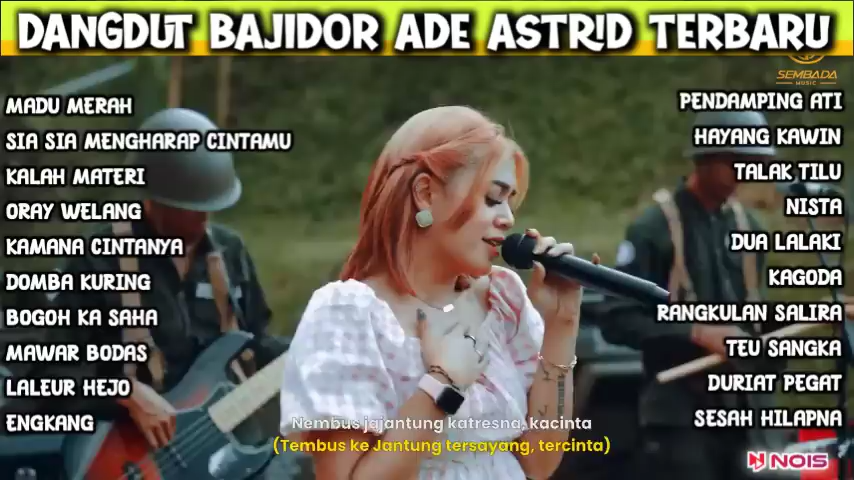 DANGDUT BAJIDOR ADE ASTRID TERBARU
SEMBADA
MUSIC
MADU MERAH
SIA SIA MENGHARAP CINTAMU
KALAH MATERI
ORAY WELANG
KAMANA CINTANYA
DOMBA KURING
BOGOH KA SAHA
MAWAR BODAS
LALEUR HEJO
ENGKANG
PENDAMPING ATI
HAYANG KAWIN
TALAK TILU
NISTA
DUA LALAKI
KAGODA
RANGKULAN SALIRA
TEU SANGKA
DURIAT PEGAT
SESAH HILAPNA
Nembus jajantung katresna, kacinta
(Tembus ke Jantung tersayang, tercinta)
NOIS